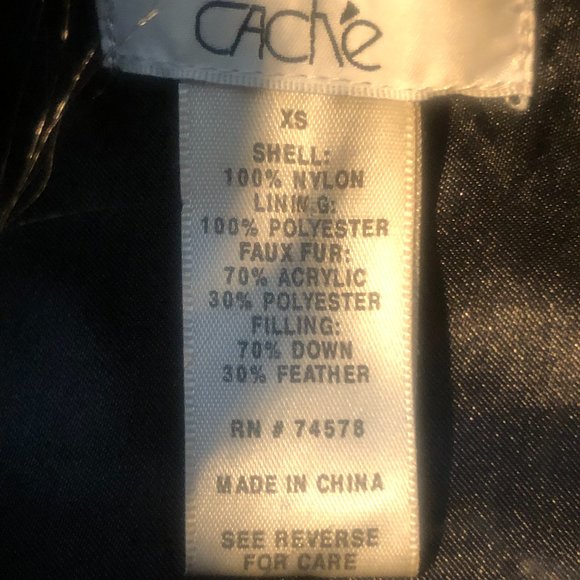 CACHÉ
XS
SHELL:
100% NYLON
LINING:
100% POLYESTER
FAUX FUR:
70% ACRYLIC
30% POLYESTER
FILLING:
70% DOWN
30% FEATHER
RN # 74578
MADE IN CHINA
SEE REVERSE
FOR CARE